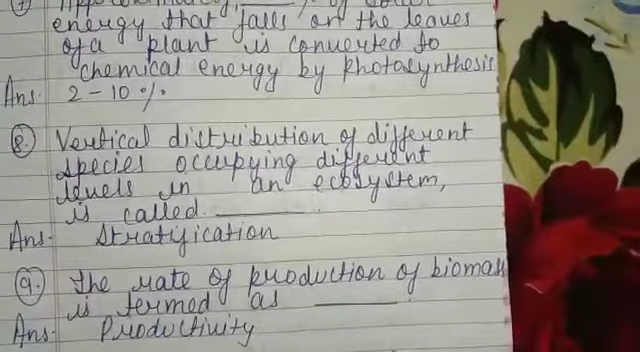 energy that falls on the leaves
of a plant is converted to
chemical energy by photosynthesis
Ans. 2-10%.
8. Vertical distribution of different
species occupying different
levels in an ecosystem,
is called ________.
Ans. Stratification
9. The rate of production of biomass
is termed as ________.
Ans. Productivity